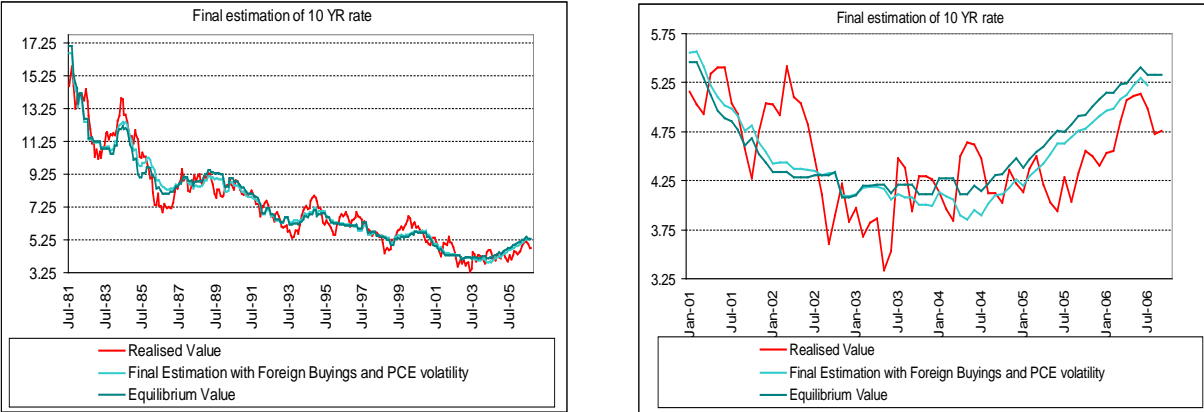 Final estimation of 10 YR rate
17.25
15.25
13.25
11.25
9.25
7.25
5.25
3.25
Jul-81
Jul-83
Jul-85
Jul-87
Jul-89
Jul-91
Jul-93
Jul-95
Jul-97
Jul-99
Jul-01
Jul-03
Jul-05
Realised Value
Final Estimation with Foreign Buyings and PCE volatility
Equilibrium Value
Final estimation of 10 YR rate
5.75
5.25
4.75
4.25
3.75
3.25
Jan-01
Jul-01
Jan-02
Jul-02
Jan-03
Jul-03
Jan-04
Jul-04
Jan-05
Jul-05
Jan-06
Jul-06
Realised Value
Final Estimation with Foreign Buyings and PCE volatility
Equilibrium Value